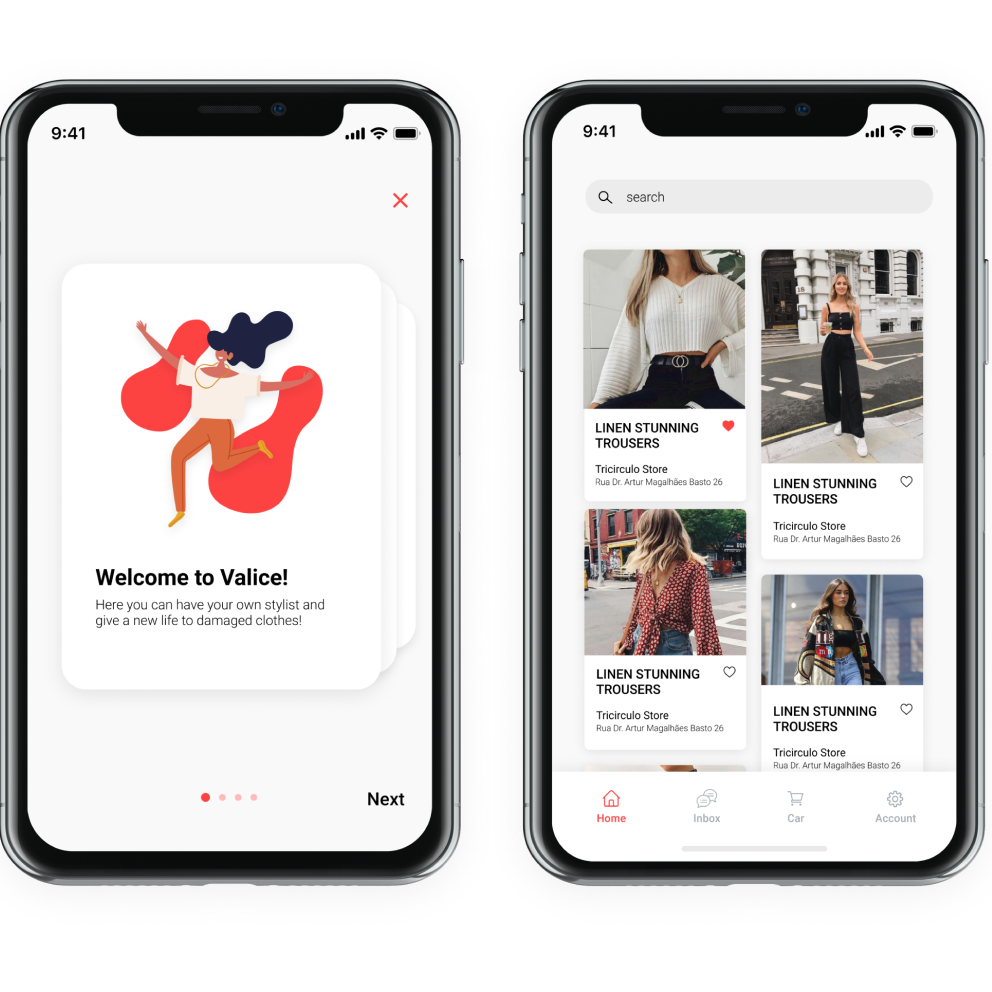 9:41
Welcome to Valice!
Here you can have your own stylist and
give a new life to damaged clothes!
Next
9:41
search
LINEN STUNNING
TROUSERS
Tricirculo Store
Rua Dr. Artur Magalhães Basto 26
LINEN STUNNING
TROUSERS
Tricirculo Store
Rua Dr. Artur Magalhães Basto 26
LINEN STUNNING
TROUSERS
Tricirculo Store
Rua Dr. Artur Magalhães Basto 26
LINEN STUNNING
TROUSERS
Tricirculo Store
Rua Dr. Artur Magalhães Basto 26
Home
Inbox
Car
Account